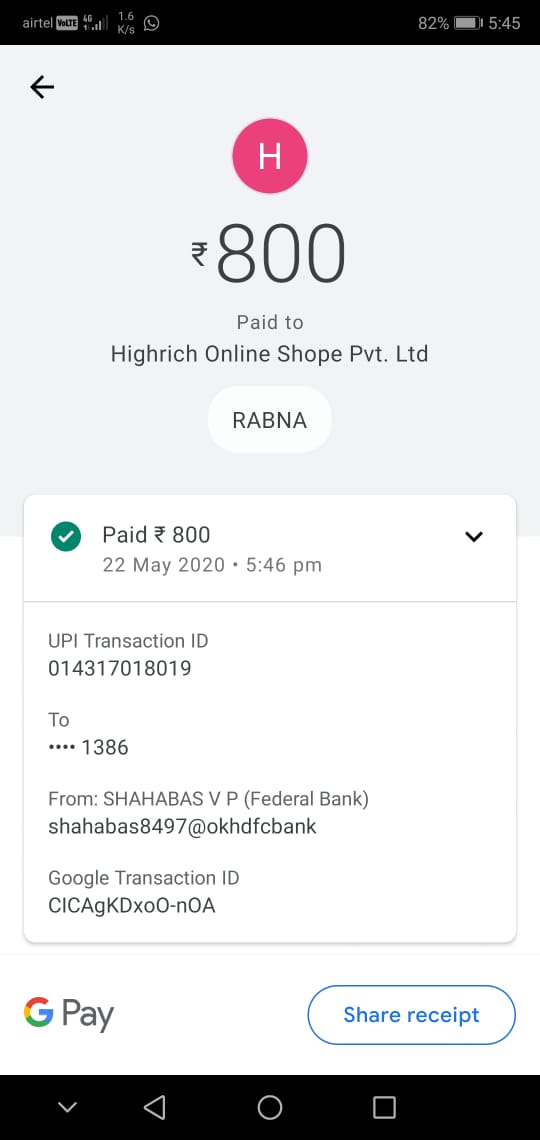 airtel VoLTE 4G 1.6 K/s 82% 5:45
H
₹800
Paid to
Highrich Online Shope Pvt. Ltd
RABNA
Paid ₹ 800
22 May 2020 • 5:46 pm
UPI Transaction ID
014317018019
To
•••• 1386
From: SHAHABAS V P (Federal Bank)
shahabas8497@okhdfcbank
Google Transaction ID
CICAgKDxoO-nOA
G Pay
Share receipt